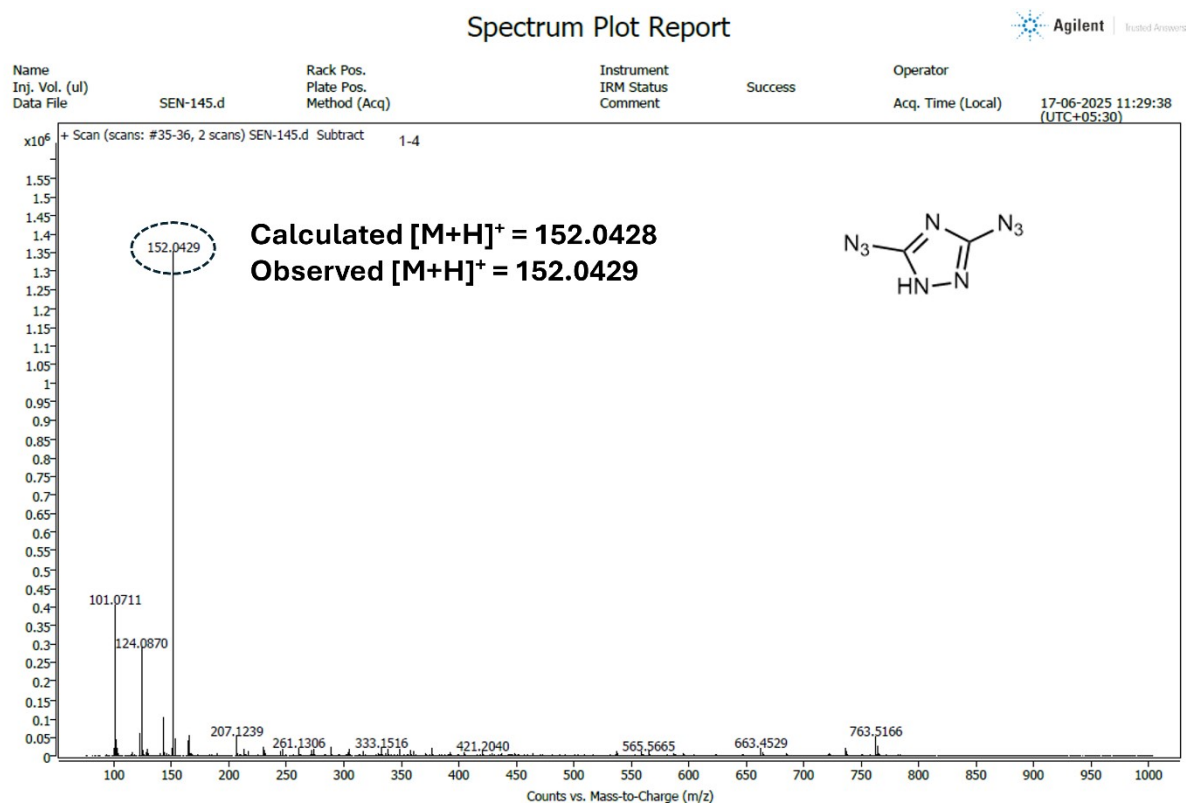 Spectrum Plot Report
Agilent | Trusted Answers
Name Rack Pos. Instrument Operator
Inj. Vol. (ul) Plate Pos. IRM Status Success
Data File SEN-145.d Method (Acq) Comment Acq. Time (Local) 17-06-2025 11:29:38
(UTC+05:30)
x10⁶ + Scan (scans: #35-36, 2 scans) SEN-145.d Subtract 1-4
1.55
1.5
1.45
1.4
1.35
1.3
1.25
1.2
1.15
1.1
1.05
1
0.95
0.9
0.85
0.8
0.75
0.7
0.65
0.6
0.55
0.5
0.45
0.4
0.35
0.3
0.25
0.2
0.15
0.1
0.05
0
152.0429
Calculated [M+H]⁺ = 152.0428
Observed [M+H]⁺ = 152.0429
N₃ N N₃
HN N
101.0711
124.0870
207.1239 261.1306 333.1516 421.2040 565.5665 663.4529 763.5166
100 150 200 250 300 350 400 450 500 550 600 650 700 750 800 850 900 950 1000
Counts vs. Mass-to-Charge (m/z)